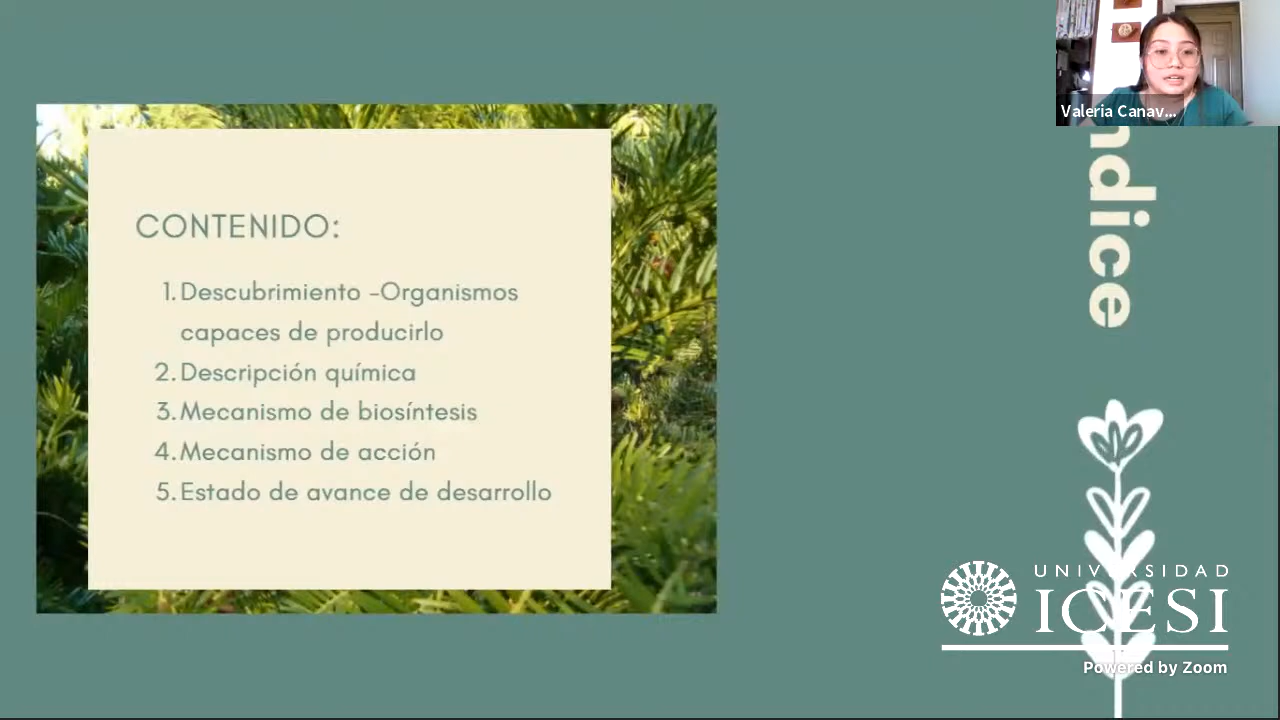 CONTENIDO:
1. Descubrimiento -Organismos
capaces de producirlo
2. Descripción química
3. Mecanismo de biosíntesis
4. Mecanismo de acción
5. Estado de avance de desarrollo
Valeria Canav...
ndice
UNIVERSIDAD
ICESI
Powered by Zoom